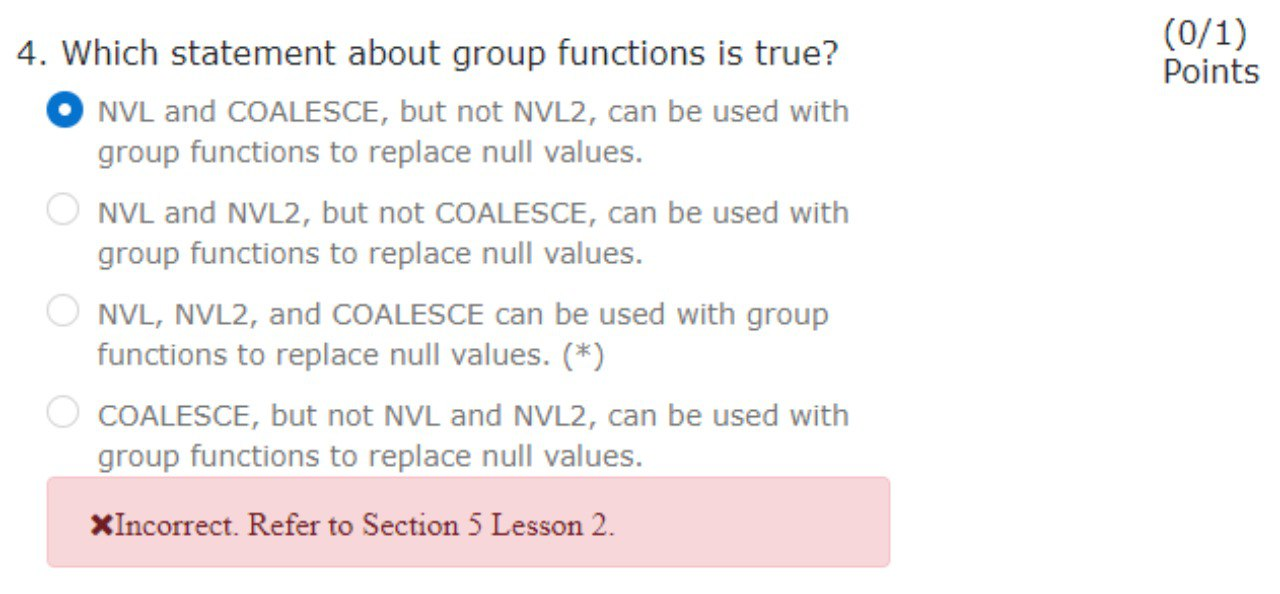 4. Which statement about group functions is true?
(0/1)
Points
NVL and COALESCE, but not NVL2, can be used with
group functions to replace null values.
NVL and NVL2, but not COALESCE, can be used with
group functions to replace null values.
NVL, NVL2, and COALESCE can be used with group
functions to replace null values. (*)
COALESCE, but not NVL and NVL2, can be used with
group functions to replace null values.
✖Incorrect. Refer to Section 5 Lesson 2.